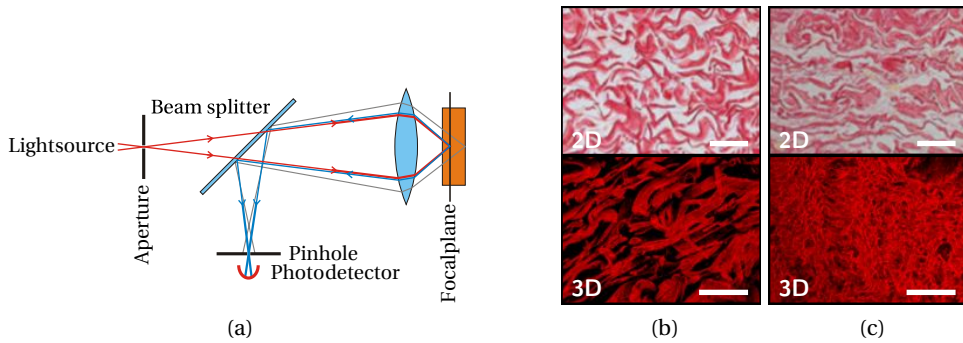 Beam splitter
Lightsource
Aperture
Pinhole
Photodetector
Focalplane
(a)
2D
3D
(b)
2D
3D
(c)